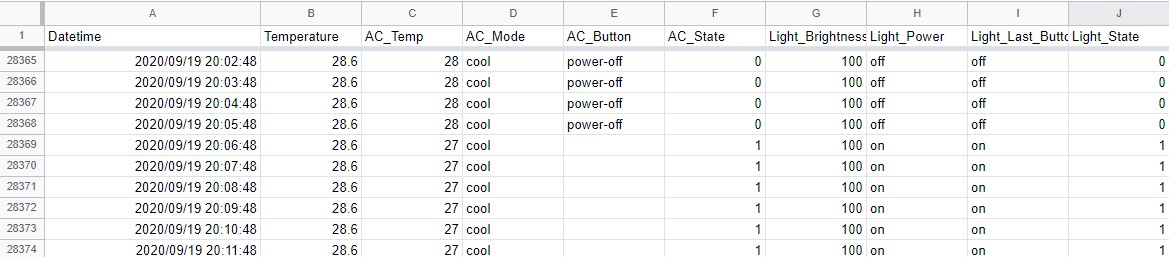 A B C D E F G H I J
1 Datetime Temperature AC_Temp AC_Mode AC_Button AC_State Light_Brightness Light_Power Light_Last_Butto Light_State
28365 2020/09/19 20:02:48 28.6 28 cool power-off 0 100 off off 0
28366 2020/09/19 20:03:48 28.6 28 cool power-off 0 100 off off 0
28367 2020/09/19 20:04:48 28.6 28 cool power-off 0 100 off off 0
28368 2020/09/19 20:05:48 28.6 28 cool power-off 0 100 off off 0
28369 2020/09/19 20:06:48 28.6 27 cool 1 100 on on 1
28370 2020/09/19 20:07:48 28.6 27 cool 1 100 on on 1
28371 2020/09/19 20:08:48 28.6 27 cool 1 100 on on 1
28372 2020/09/19 20:09:48 28.6 27 cool 1 100 on on 1
28373 2020/09/19 20:10:48 28.6 27 cool 1 100 on on 1
28374 2020/09/19 20:11:48 28.6 27 cool 1 100 on on 1